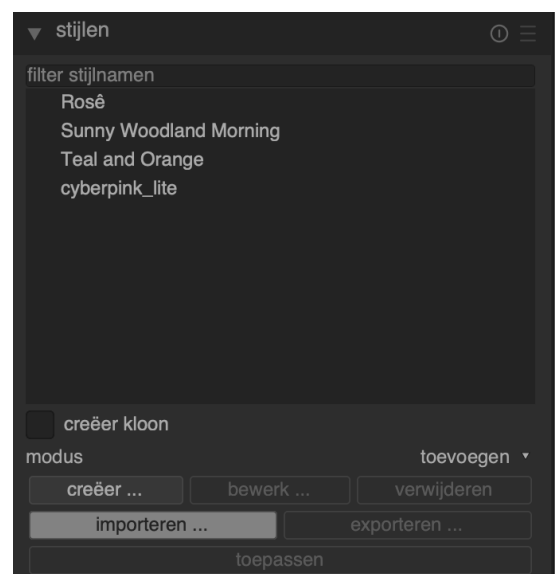 stijlen
filter stijlnamen
Rosê
Sunny Woodland Morning
Teal and Orange
cyberpink_lite
creëer kloon
modus toevoegen
creëer ... bewerk ... verwijderen
importeren ... exporteren ...
toepassen